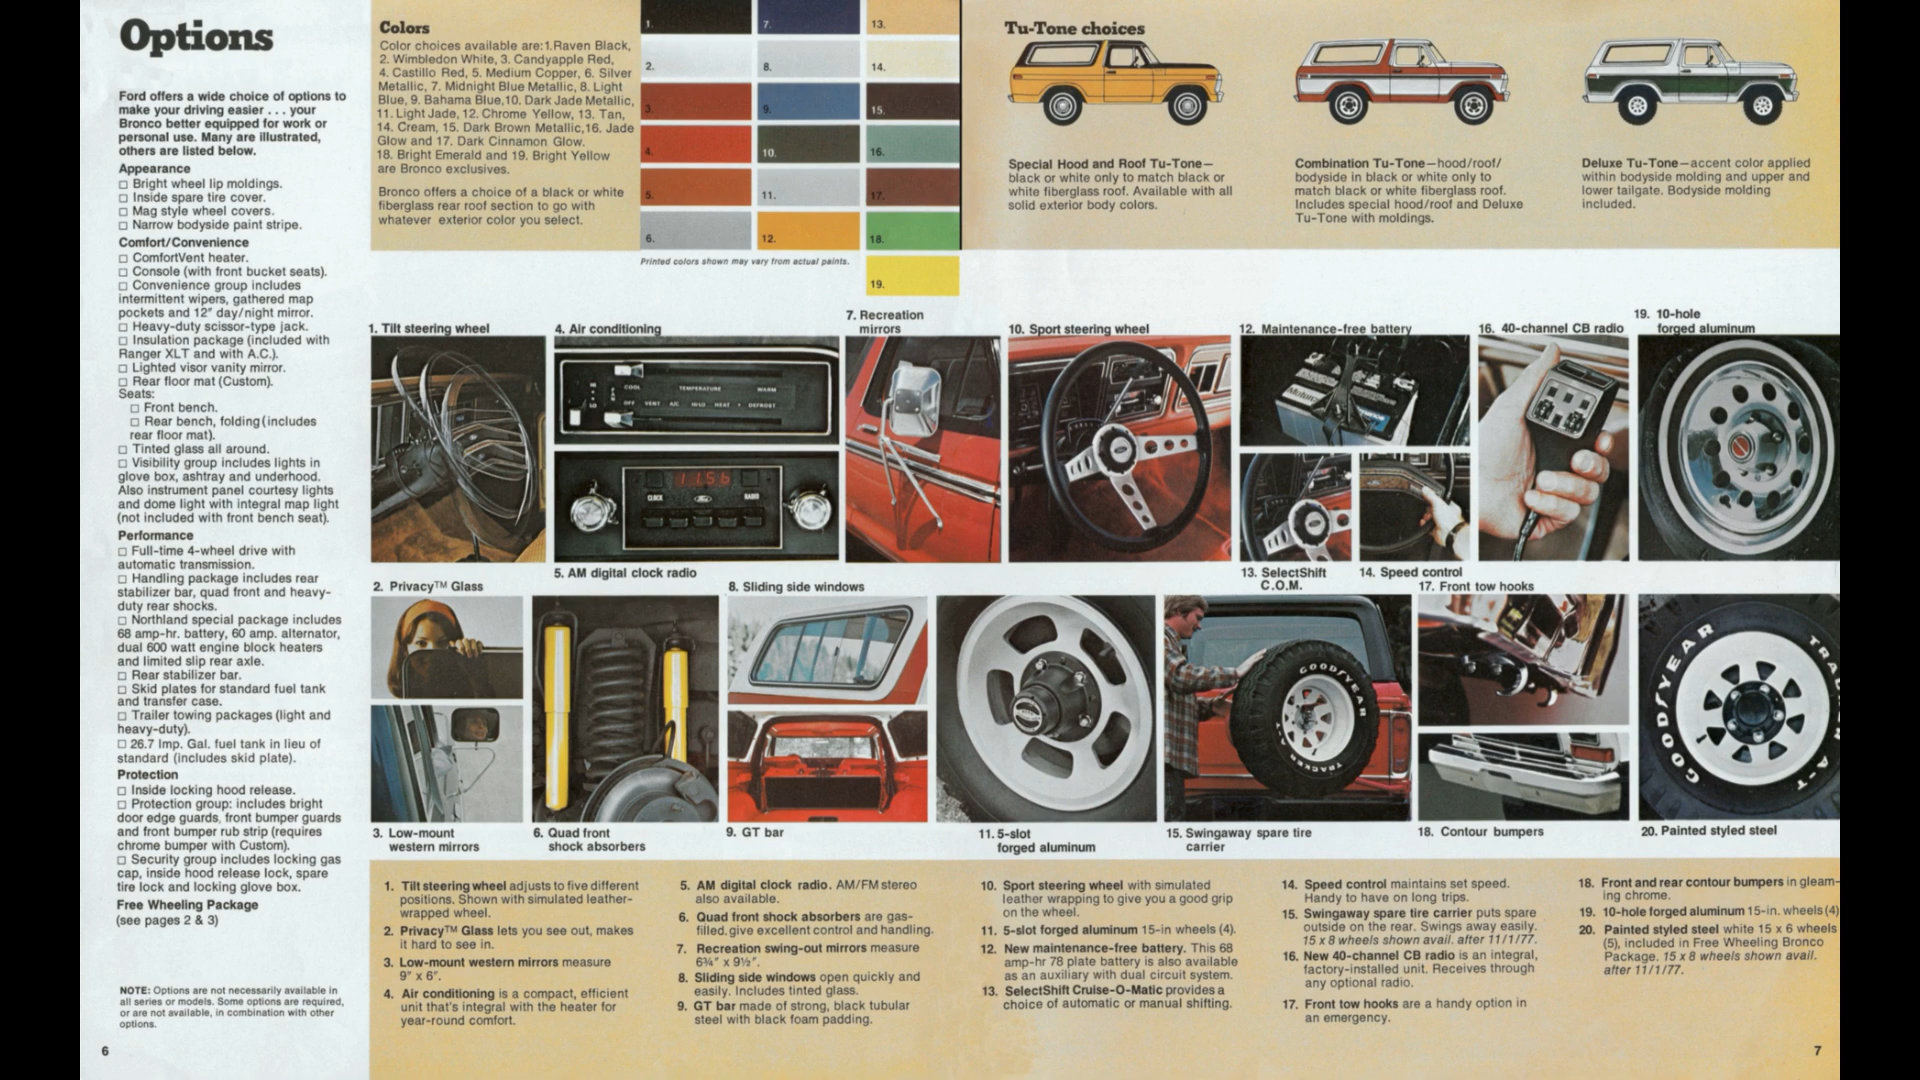 Options
Ford offers a wide choice of options to
make your driving easier . . . your
Bronco better equipped for work or
personal use. Many are illustrated,
others are listed below.
Appearance
☐ Bright wheel lip moldings.
☐ Inside spare tire cover.
☐ Mag style wheel covers.
☐ Narrow bodyside paint stripe.
Comfort/Convenience
☐ ComfortVent heater.
☐ Console (with front bucket seats).
☐ Convenience group includes
intermittent wipers, gathered map
pockets and 12" day/night mirror.
☐ Heavy-duty scissor-type jack.
☐ Insulation package (included with
Ranger XLT and with A.C.).
☐ Lighted visor vanity mirror.
☐ Rear floor mat (Custom).
Seats:
☐ Front bench.
☐ Rear bench, folding (includes
rear floor mat).
☐ Tinted glass all around.
☐ Visibility group includes lights in
glove box, ashtray and underhood.
Also instrument panel courtesy lights
and dome light with integral map light
(not included with front bench seat).
Performance
☐ Full-time 4-wheel drive with
automatic transmission.
☐ Handling package includes rear
stabilizer bar, quad front and heavy-
duty rear shocks.
☐ Northland special package includes
68 amp-hr. battery, 60 amp. alternator,
dual 600 watt engine block heaters
and limited slip rear axle.
☐ Rear stabilizer bar.
☐ Skid plates for standard fuel tank
and transfer case.
☐ Trailer towing packages (light and
heavy-duty).
☐ 26.7 Imp. Gal. fuel tank in lieu of
standard (includes skid plate).
Protection
☐ Inside locking hood release.
☐ Protection group: includes bright
door edge guards, front bumper guards
and front bumper rub strip (requires
chrome bumper with Custom).
☐ Security group includes locking gas
cap, inside hood release lock, spare
tire lock and locking glove box.
Free Wheeling Package
(see pages 2 & 3)
NOTE: Options are not necessarily available in
all series or models. Some options are required,
or are not available, in combination with other
options.
6
Colors
Color choices available are: 1. Raven Black,
2. Wimbledon White, 3. Candyapple Red,
4. Castillo Red, 5. Medium Copper, 6. Silver
Metallic, 7. Midnight Blue Metallic, 8. Light
Blue, 9. Bahama Blue, 10. Dark Jade Metallic,
11. Light Jade, 12. Chrome Yellow, 13. Tan,
14. Cream, 15. Dark Brown Metallic, 16. Jade
Glow and 17. Dark Cinnamon Glow.
18. Bright Emerald and 19. Bright Yellow
are Bronco exclusives.
Bronco offers a choice of a black or white
fiberglass rear roof section to go with
whatever exterior color you select.
1. 7. 13.
2. 8. 14.
3. 9. 15.
4. 10. 16.
5. 11. 17.
6. 12. 18.
19.
Printed colors shown may vary from actual paints.
Tu-Tone choices
Special Hood and Roof Tu-Tone—
black or white only to match black or
white fiberglass roof. Available with all
solid exterior body colors.
Combination Tu-Tone—hood/roof/
bodyside in black or white only to
match black or white fiberglass roof.
Includes special hood/roof and Deluxe
Tu-Tone with moldings.
Deluxe Tu-Tone—accent color applied
within bodyside molding and upper and
lower tailgate. Bodyside molding
included.
1. Tilt steering wheel
4. Air conditioning
COOL TEMPERATURE WARM
HI
LO
FAN
OFF VENT A/C HI-LO HEAT • DEFROST
11:56
CLOCK Ford RADIO
5. AM digital clock radio
7. Recreation
mirrors
10. Sport steering wheel
12. Maintenance-free battery
13. SelectShift
C.O.M.
14. Speed control
16. 40-channel CB radio
19. 10-hole
forged aluminum
2. Privacy™ Glass
3. Low-mount
western mirrors
6. Quad front
shock absorbers
8. Sliding side windows
9. GT bar
11. 5-slot
forged aluminum
GOODYEAR
TRACKER A-T
15. Swingaway spare tire
carrier
17. Front tow hooks
18. Contour bumpers
GOODYEAR
A-T
20. Painted styled steel
1. Tilt steering wheel adjusts to five different
positions. Shown with simulated leather-
wrapped wheel.
2. Privacy™ Glass lets you see out, makes
it hard to see in.
3. Low-mount western mirrors measure
9" x 6".
4. Air conditioning is a compact, efficient
unit that's integral with the heater for
year-round comfort.
5. AM digital clock radio. AM/FM stereo
also available.
6. Quad front shock absorbers are gas-
filled. give excellent control and handling.
7. Recreation swing-out mirrors measure
6¾" x 9½".
8. Sliding side windows open quickly and
easily. Includes tinted glass.
9. GT bar made of strong, black tubular
steel with black foam padding.
10. Sport steering wheel with simulated
leather wrapping to give you a good grip
on the wheel.
11. 5-slot forged aluminum 15-in wheels (4).
12. New maintenance-free battery. This 68
amp-hr 78 plate battery is also available
as an auxiliary with dual circuit system.
13. SelectShift Cruise-O-Matic provides a
choice of automatic or manual shifting.
14. Speed control maintains set speed.
Handy to have on long trips.
15. Swingaway spare tire carrier puts spare
outside on the rear. Swings away easily.
15 x 8 wheels shown avail. after 11/1/77.
16. New 40-channel CB radio is an integral,
factory-installed unit. Receives through
any optional radio.
17. Front tow hooks are a handy option in
an emergency.
18. Front and rear contour bumpers in gleam-
ing chrome.
19. 10-hole forged aluminum 15-in. wheels (4)
20. Painted styled steel white 15 x 6 wheels
(5), included in Free Wheeling Bronco
Package. 15 x 8 wheels shown avail.
after 11/1/77.
7